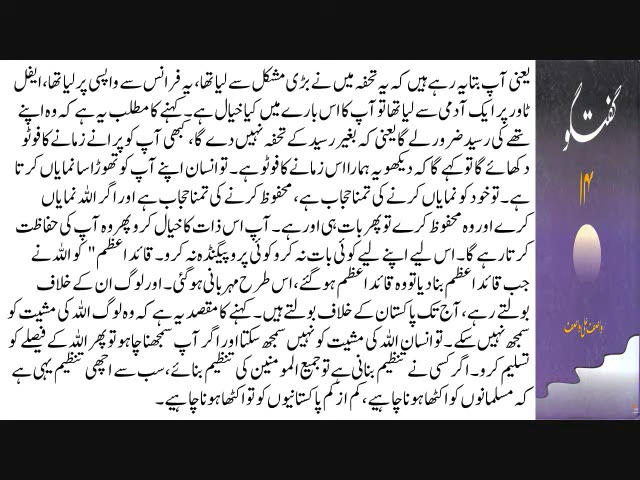 یعنی آپ بتا یہ رہے ہیں کہ یہ تحفہ میں نے بڑی مشکل سے لیا تھا، یہ فرانس سے واپسی پر لیا تھا، ایفل
ٹاور پر ایک آدمی سے لیا تھا تو آپ کا اس بارے میں کیا خیال ہے۔ کہنے کا مطلب یہ ہے کہ وہ اپنے
تحفے کی رسید ضرور لے گا یعنی کہ بغیر رسید کے تحفہ نہیں دے گا، کبھی آپ کو پرانے زمانے کا فوٹو
دکھائے گا تو کہے گا کہ دیکھو یہ ہمارا اس زمانے کا فوٹو ہے۔ تو انسان اپنے آپ کو تھوڑا سا نمایاں کرتا
ہے۔ تو خود کو نمایاں کرنے کی تمنا حجاب ہے، محفوظ کرنے کی تمنا حجاب ہے اور اگر اللہ نمایاں
کرے اور وہ محفوظ کرے تو پھر بات ہی اور ہے۔ آپ اس ذات کا خیال کرو پھر وہ آپ کی حفاظت
کرتا رہے گا۔ اس لیے اپنے لیے کوئی بات نہ کرو کوئی پروپیگنڈہ نہ کرو۔ قائد اعظم" کو اللہ نے
جب قائد اعظم بنا دیا تو وہ قائد اعظم ہو گئے، اس طرح مہربانی ہو گئی۔ اور لوگ ان کے خلاف
بولتے رہے، آج تک پاکستان کے خلاف بولتے ہیں۔ کہنے کا مقصد یہ ہے کہ وہ لوگ اللہ کی مشیت کو
سمجھ نہیں سکے۔ تو انسان اللہ کی مشیت کو نہیں سمجھ سکتا اور اگر آپ سمجھنا چاہو تو پھر اللہ کے فیصلے کو
تسلیم کرو۔ اگر کسی نے تنظیم بنانی ہے تو جمیع المومنین کی تنظیم بنائے، سب سے اچھی تنظیم یہی ہے
کہ مسلمانوں کو اکٹھا ہونا چاہیے، کم از کم پاکستانیوں کو تو اکٹھا ہونا چاہیے۔
گفتگو
۱۴
واصف علی واصف